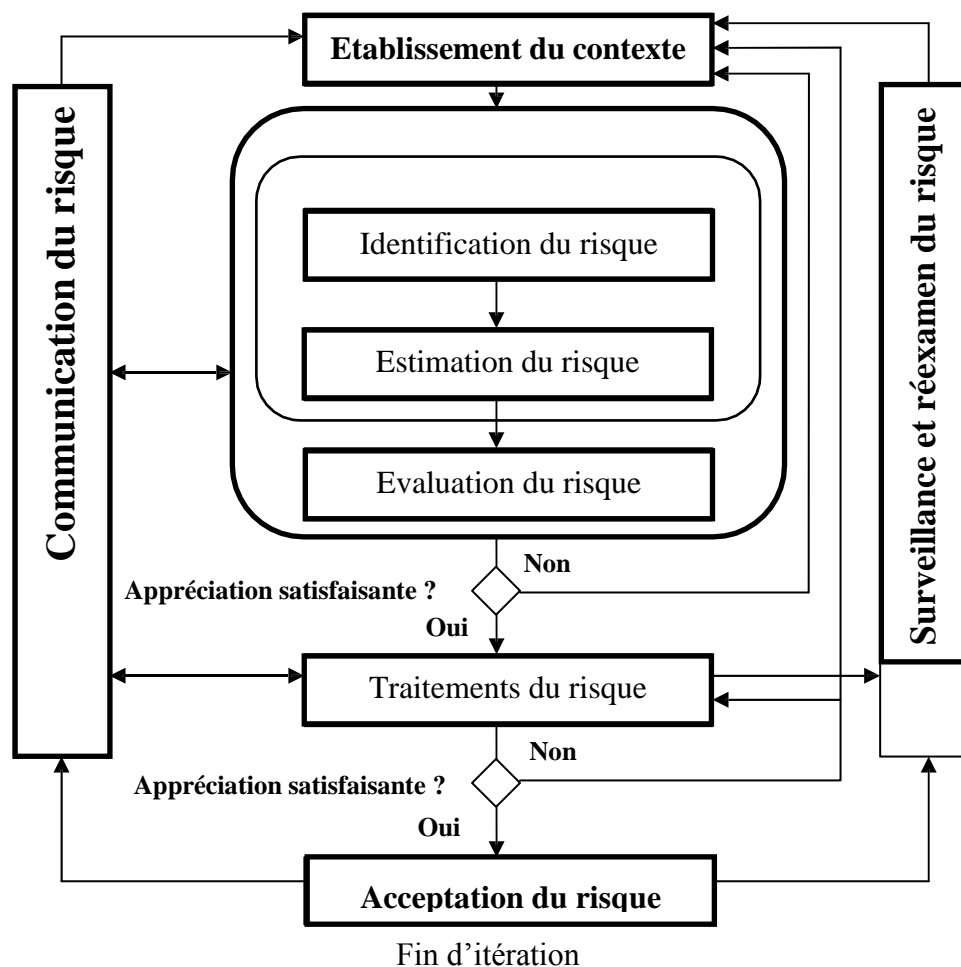 Etablissement du contexte
Communication du risque
Surveillance et réexamen du risque
Identification du risque
Estimation du risque
Evaluation du risque
Non
Appréciation satisfaisante ?
Oui
Traitements du risque
Non
Appréciation satisfaisante ?
Oui
Acceptation du risque
Fin d’itération